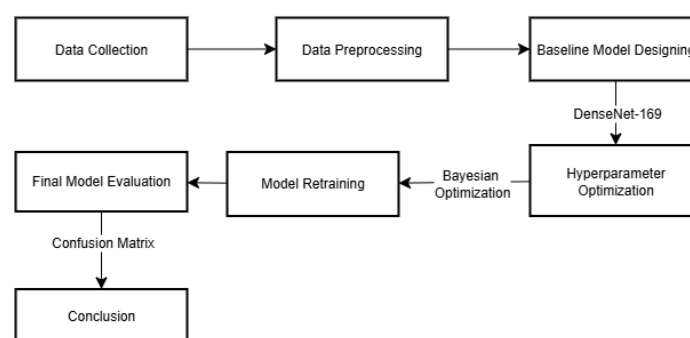 Data Collection
Data Preprocessing
Baseline Model Designing
DenseNet-169
Hyperparameter
Optimization
Bayesian
Optimization
Model Retraining
Final Model Evaluation
Confusion Matrix
Conclusion